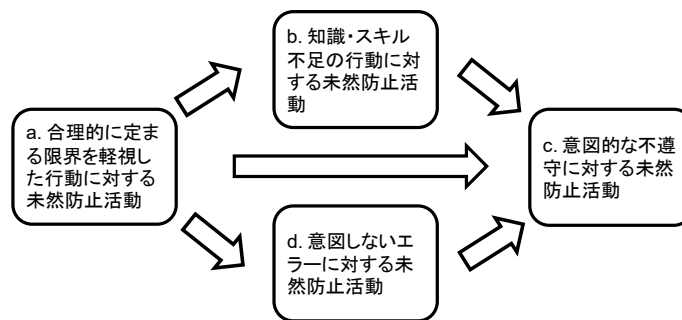 b. 知識・スキル
不足の行動に対
する未然防止活
動
a. 合理的に定ま
る限界を軽視し
た行動に対する
未然防止活動
c. 意図的な不遵
守に対する未然
防止活動
d. 意図しないエ
ラーに対する未
然防止活動